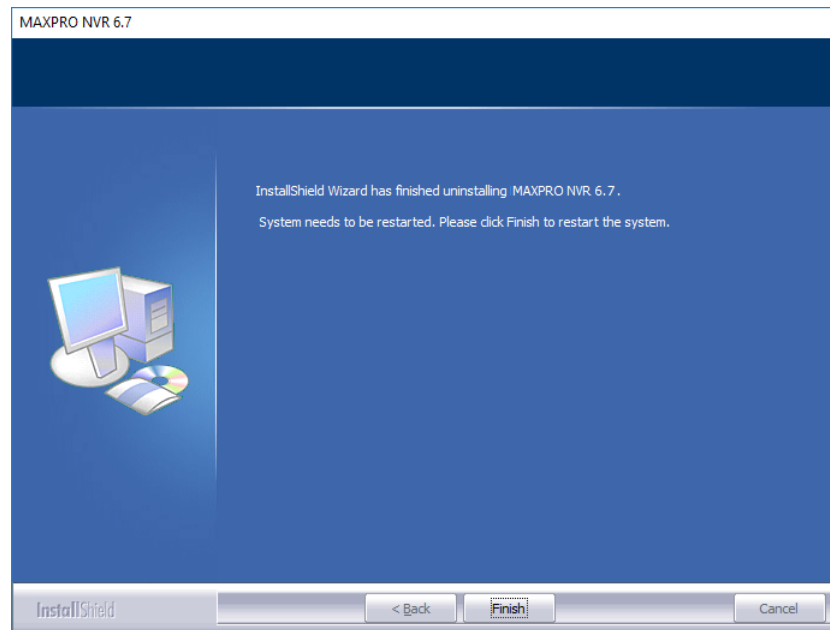 MAXPRO NVR 6.7
InstallShield Wizard has finished uninstalling MAXPRO NVR 6.7.
System needs to be restarted. Please click Finish to restart the system.
InstallShield
< Back
Finish
Cancel